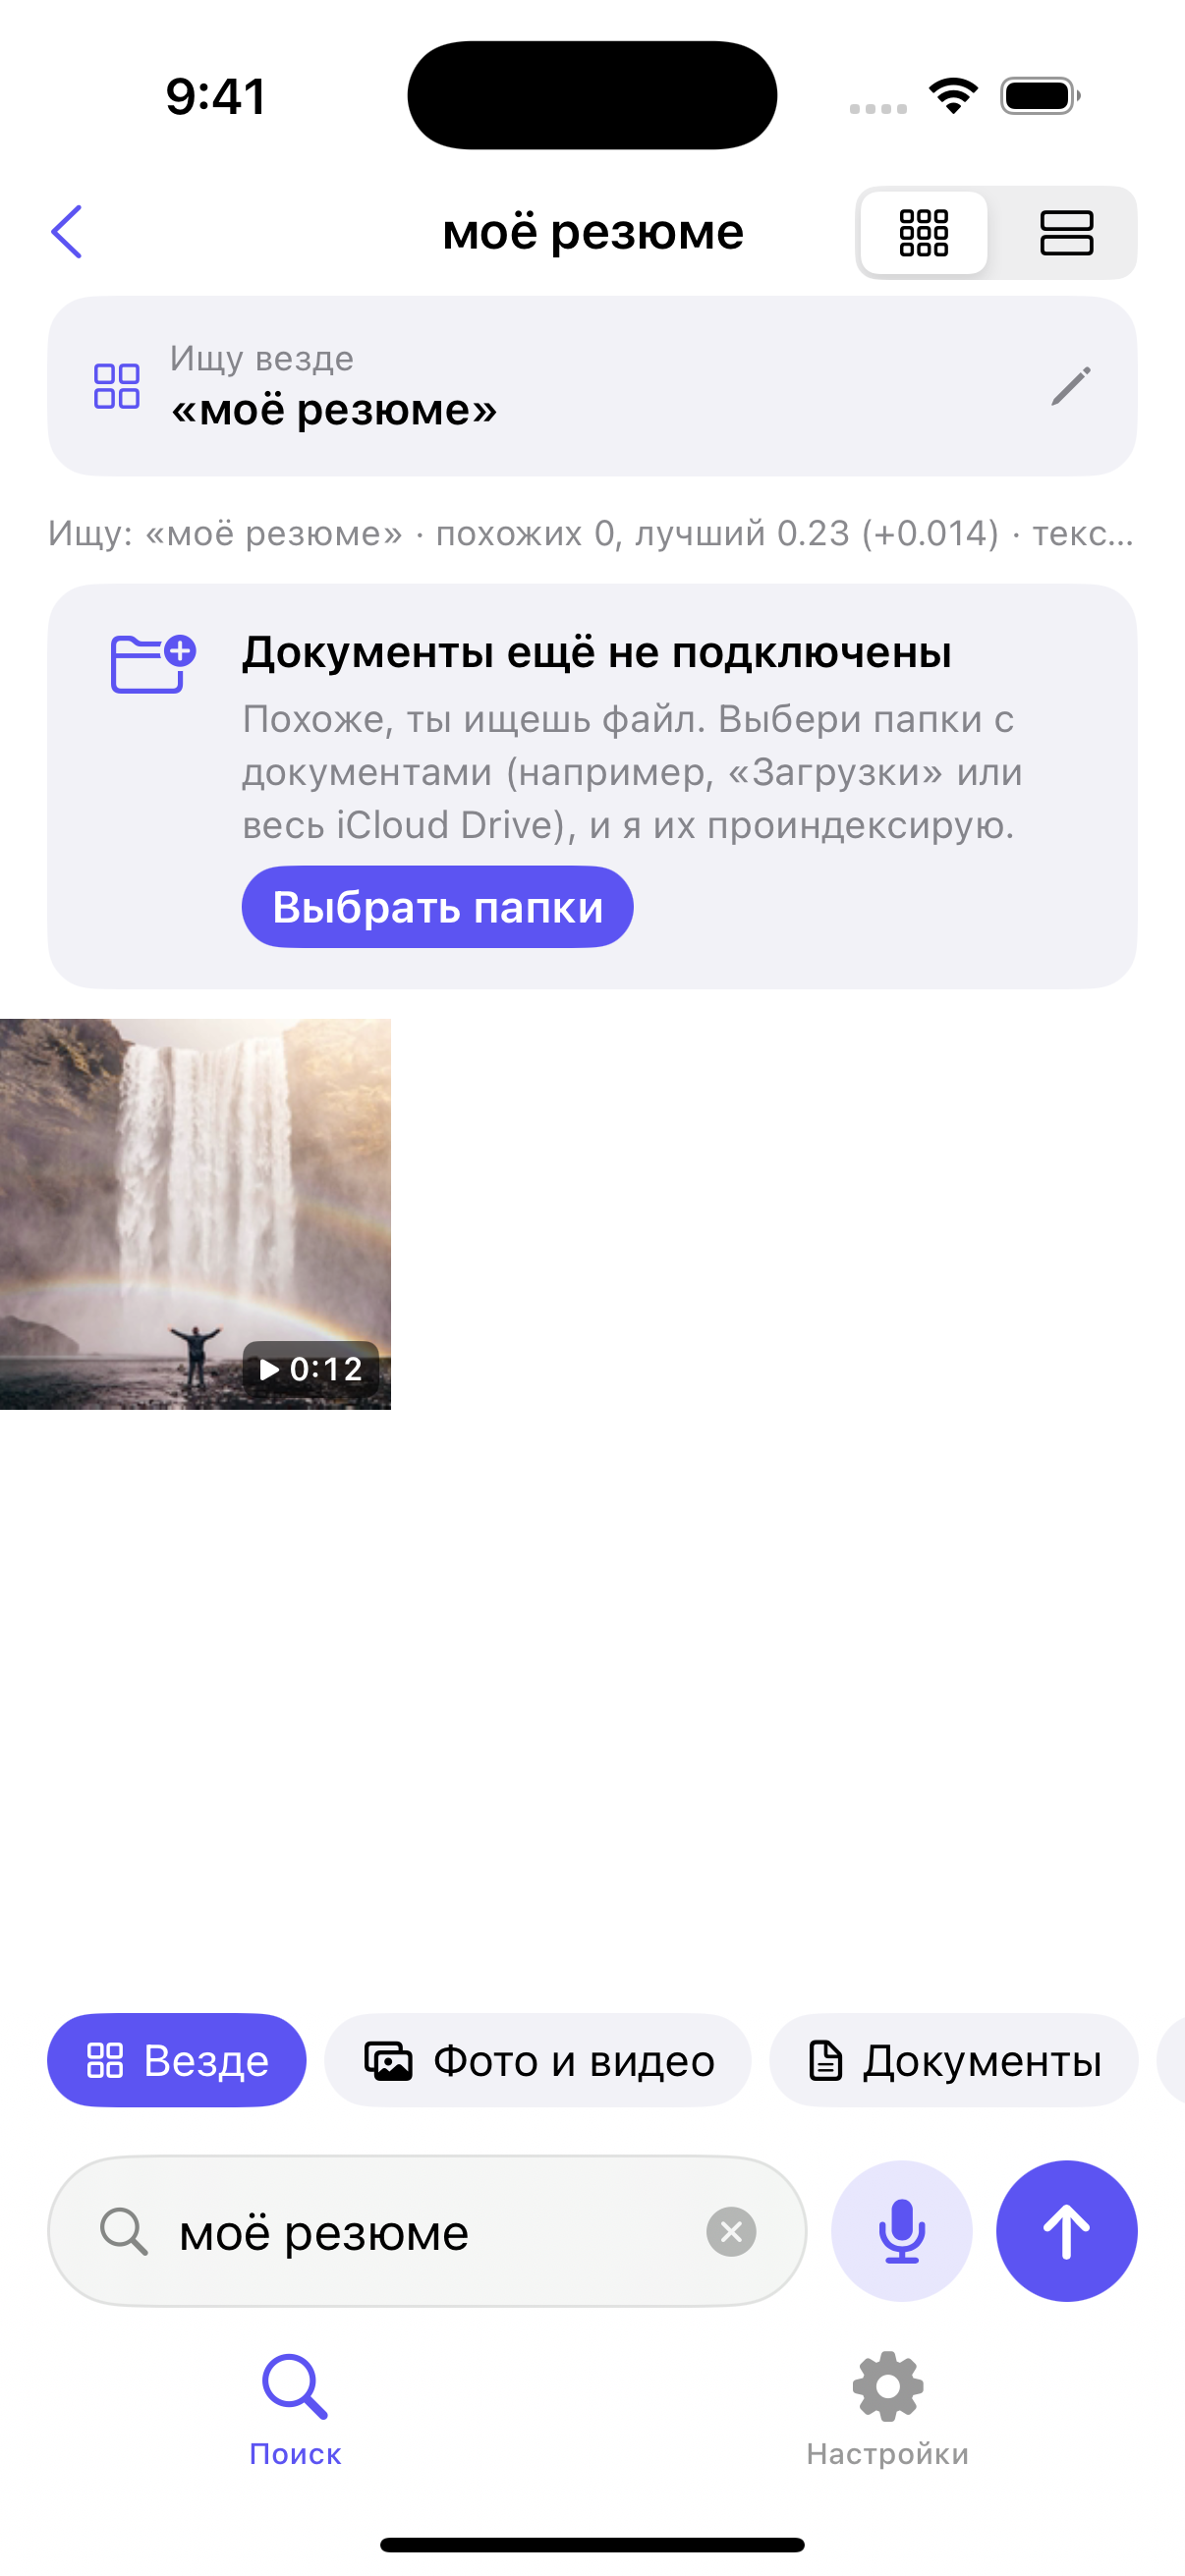 9:41
моё резюме
Ищу везде
«моё резюме»
Ищу: «моё резюме» · похожих 0, лучший 0.23 (+0.014) · текс...
Документы ещё не подключены
Похоже, ты ищешь файл. Выбери папки с
документами (например, «Загрузки» или
весь iCloud Drive), и я их проиндексирую.
Выбрать папки
0:12
Везде
Фото и видео
Документы
моё резюме
Поиск
Настройки